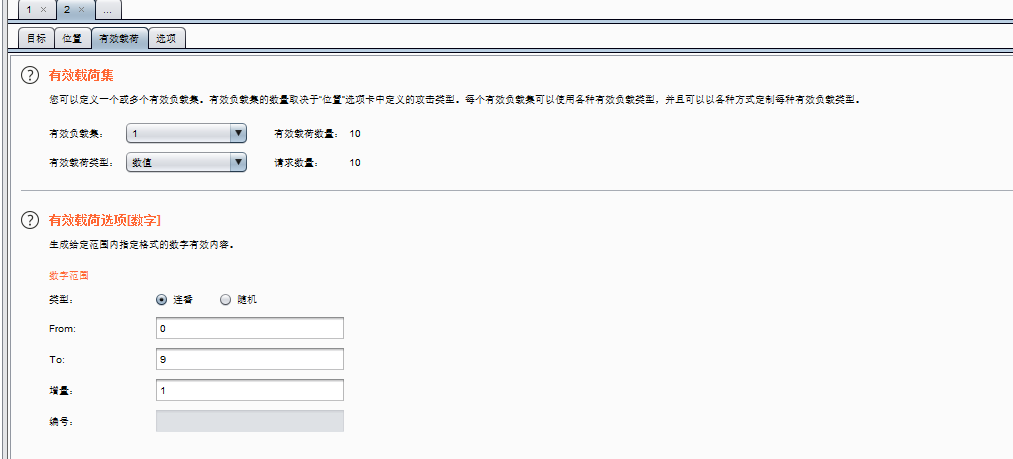 1 × 2 × ...
目标 位置 有效载荷 选项
? 有效载荷集
您可以定义一个或多个有效负载集。有效负载集的数量取决于“位置”选项卡中定义的攻击类型。每个有效负载集可以使用各种有效负载类型，并且可以以各种方式定制每种有效负载类型。
有效负载集： 1 有效载荷数量： 10
有效载荷类型： 数值 请求数量： 10
? 有效载荷选项[数字]
生成给定范围内指定格式的数字有效内容。
数字范围
类型： 连番 随机
From: 0
To: 9
增量： 1
编号：